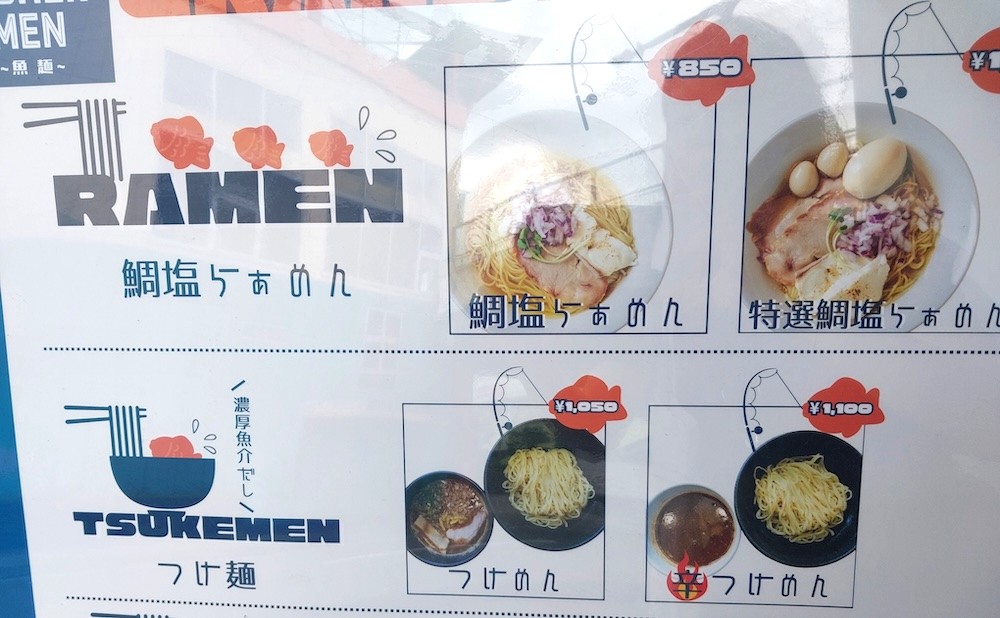 MEN
~魚麺~
RAMEN
鯛塩らぁめん
¥850
鯛塩らぁめん
特選鯛塩らぁめん
濃厚魚介だし
TSUKEMEN
つけ麺
¥1,050
つけめん
¥1,100
辛つけめん